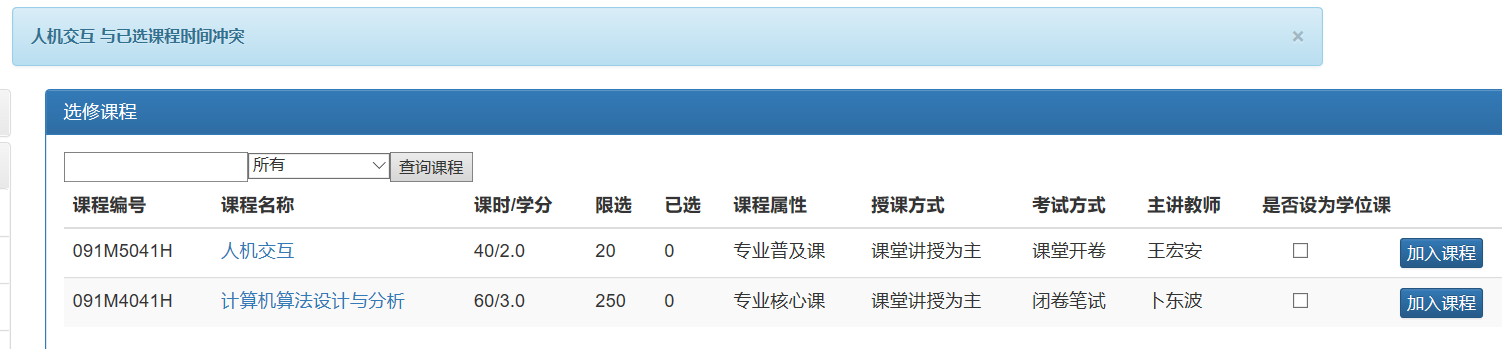 人机交互 与已选课程时间冲突 ×
选修课程
所有 查询课程
课程编号 课程名称 课时/学分 限选 已选 课程属性 授课方式 考试方式 主讲教师 是否设为学位课
091M5041H 人机交互 40/2.0 20 0 专业普及课 课堂讲授为主 课堂开卷 王宏安 加入课程
091M4041H 计算机算法设计与分析 60/3.0 250 0 专业核心课 课堂讲授为主 闭卷笔试 卜东波 加入课程